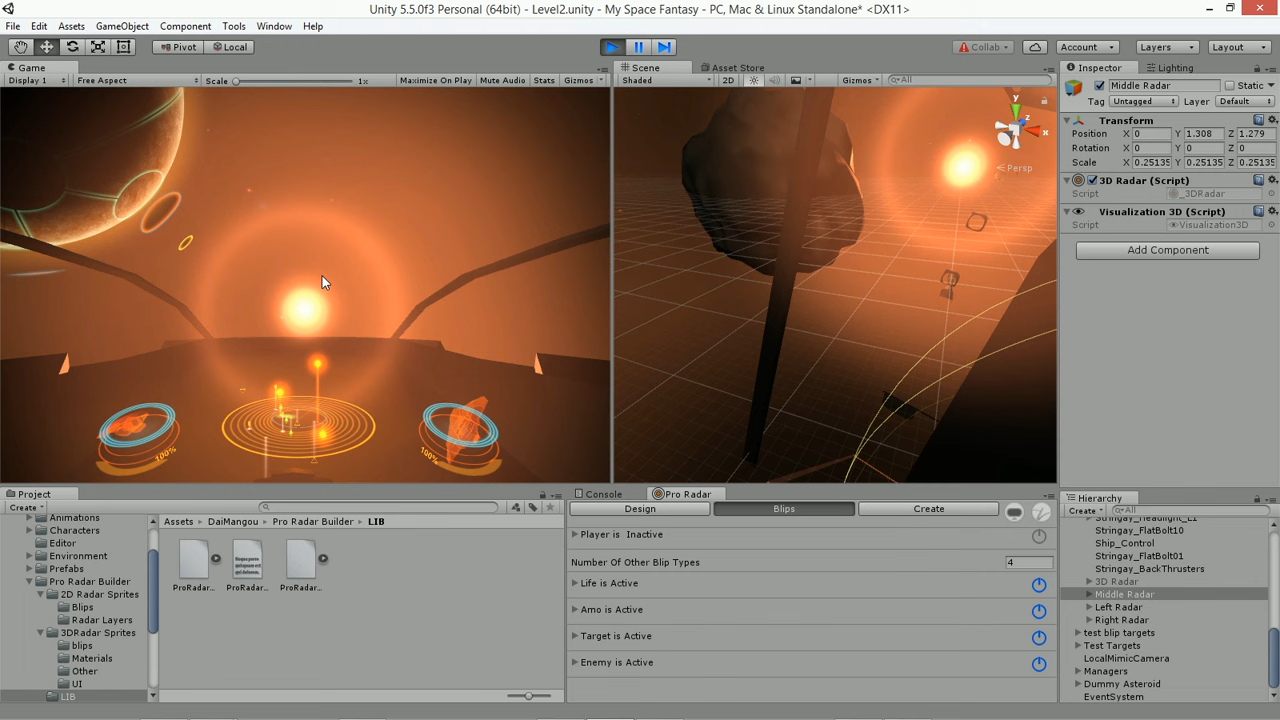 Unity 5.5.0f3 Personal (64bit) - Level2.unity - My Space Fantasy - PC, Mac & Linux Standalone* <DX11>
File Edit Assets GameObject Component Tools Window Help
Pivot Local Collab Account Layers Layout
Game Scene Asset Store Inspector Lighting
Display 1 Free Aspect Scale 1x Maximize On Play Mute Audio Stats Gizmos Shaded 2D Gizmos All
Middle Radar Static
Tag Untagged Layer Default
Transform
Position X 0 Y 1.308 Z 1.279
Rotation X 0 Y 0 Z 0
Scale X 0.25135 Y 0.25135 Z 0.25135
3D Radar (Script)
Script _3DRadar
Visualization 3D (Script)
Script Visualization3D
Add Component
y
z
x
Persp
100% 100%
Project
Create
Animations
Characters
Editor
Environment
Prefabs
Pro Radar Builder
2D Radar Sprites
Blips
Radar Layers
3DRadar Sprites
blips
Materials
Other
UI
LIB
Assets DaiMangou Pro Radar Builder LIB
ProRadar... ProRadar... ProRadar...
Console Pro Radar
Design Blips Create
Player is Inactive
Number Of Other Blip Types 4
Life is Active
Amo is Active
Target is Active
Enemy is Active
Hierarchy
Create All
Stringay_Headlight_L1
Stringay_FlatBolt10
Ship_Control
Stringay_FlatBolt01
Stringay_BackThrusters
3D Radar
Middle Radar
Left Radar
Right Radar
test blip targets
Test Targets
LocalMimicCamera
Managers
Dummy Asteroid
EventSystem